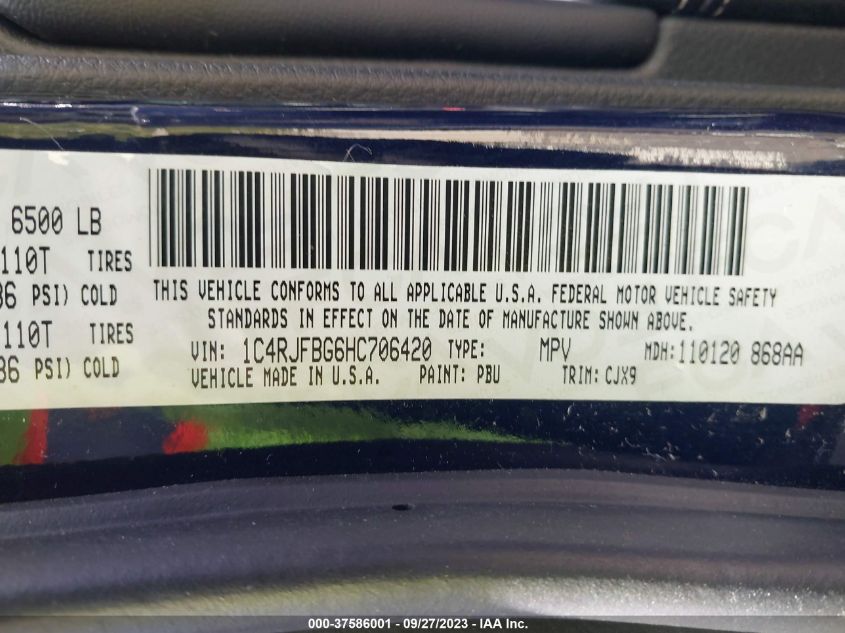 6500 LB
110T TIRES
36 PSI) COLD
110T TIRES
36 PSI) COLD
THIS VEHICLE CONFORMS TO ALL APPLICABLE U.S.A. FEDERAL MOTOR VEHICLE SAFETY
STANDARDS IN EFFECT ON THE DATE OF MANUFACTURE SHOWN ABOVE.
VIN: 1C4RJFBG6HC706420 TYPE: MPV MDH:110120 868AA
VEHICLE MADE IN U.S.A. PAINT: PBU TRIM: CJX9
000-37586001 - 09/27/2023 - IAA Inc.